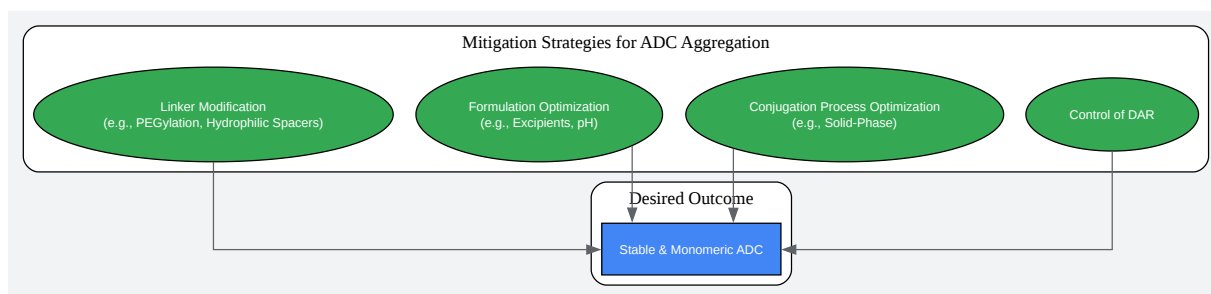 Mitigation Strategies for ADC Aggregation
Linker Modification
(e.g., PEGylation, Hydrophilic Spacers)
Formulation Optimization
(e.g., Excipients, pH)
Conjugation Process Optimization
(e.g., Solid-Phase)
Control of DAR
Desired Outcome
Stable & Monomeric ADC